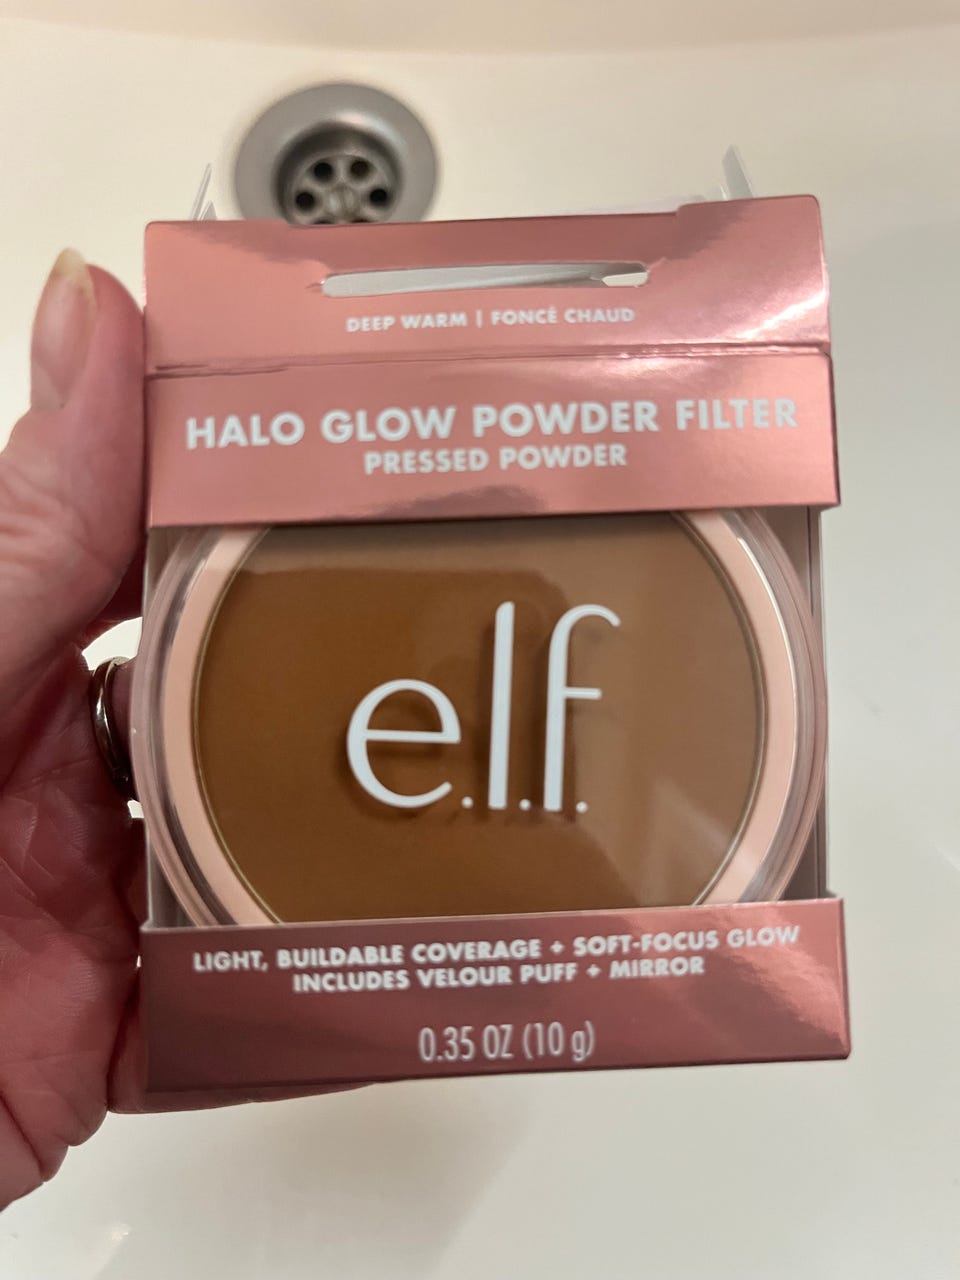 DEEP WARM | FONCÉ CHAUD
HALO GLOW POWDER FILTER
PRESSED POWDER
e.l.f.
LIGHT, BUILDABLE COVERAGE + SOFT-FOCUS GLOW
INCLUDES VELOUR PUFF + MIRROR
0.35 OZ (10 g)